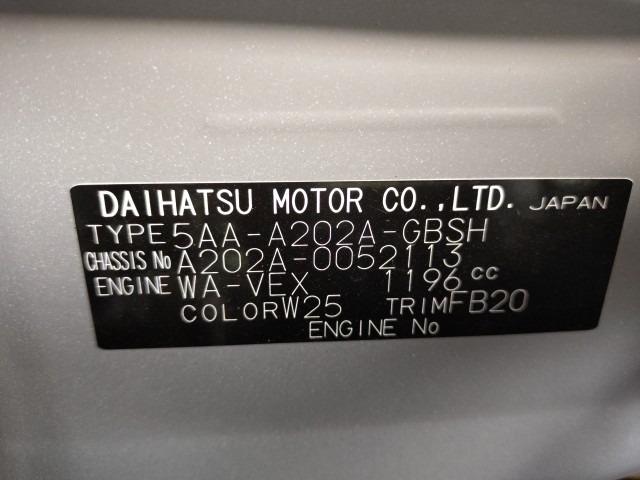 DAIHATSU MOTOR CO.,LTD. JAPAN
TYPE 5AA-A202A-GBSH
CHASSIS No A202A-0052113
ENGINE WA-VEX 1196 cc
COLOR W25 TRIM FB20
ENGINE No